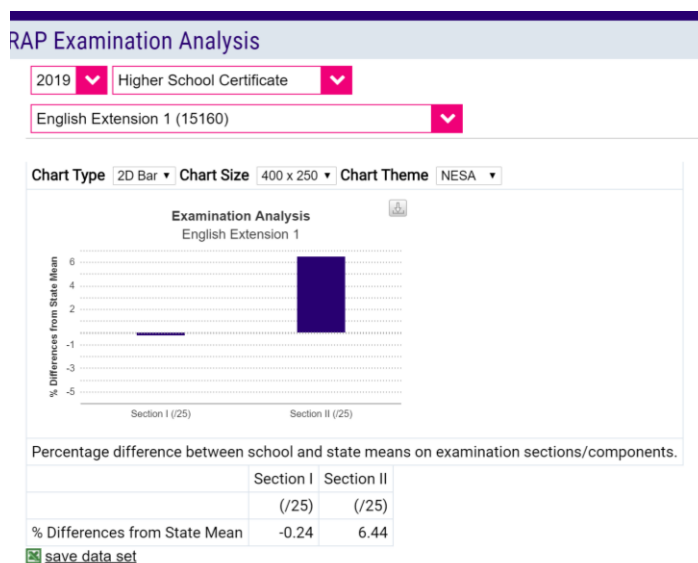 RAP Examination Analysis
2019 Higher School Certificate
English Extension 1 (15160)
Chart Type 2D Bar Chart Size 400 x 250 Chart Theme NESA
Examination Analysis
English Extension 1
% Differences from State Mean
6
4
2
-1
-3
-5
Section I (/25) Section II (/25)
Percentage difference between school and state means on examination sections/components.
Section I Section II
(/25) (/25)
% Differences from State Mean -0.24 6.44
save data set